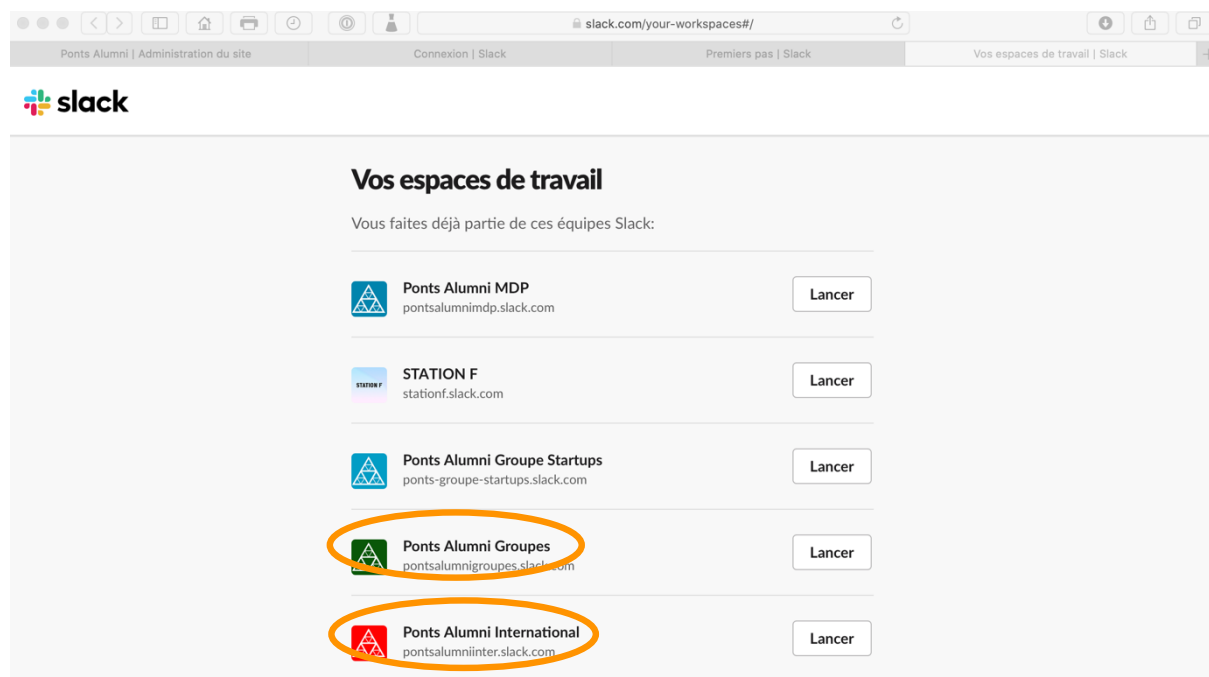 slack.com/your-workspaces#/
Ponts Alumni | Administration du site
Connexion | Slack
Premiers pas | Slack
Vos espaces de travail | Slack
slack
Vos espaces de travail
Vous faites déjà partie de ces équipes Slack:
Ponts Alumni MDP
pontsalumnimdp.slack.com
Lancer
STATION F
STATION F
stationf.slack.com
Lancer
Ponts Alumni Groupe Startups
ponts-groupe-startups.slack.com
Lancer
Ponts Alumni Groupes
pontsalumnigroupes.slack.com
Lancer
Ponts Alumni International
pontsalumniinter.slack.com
Lancer